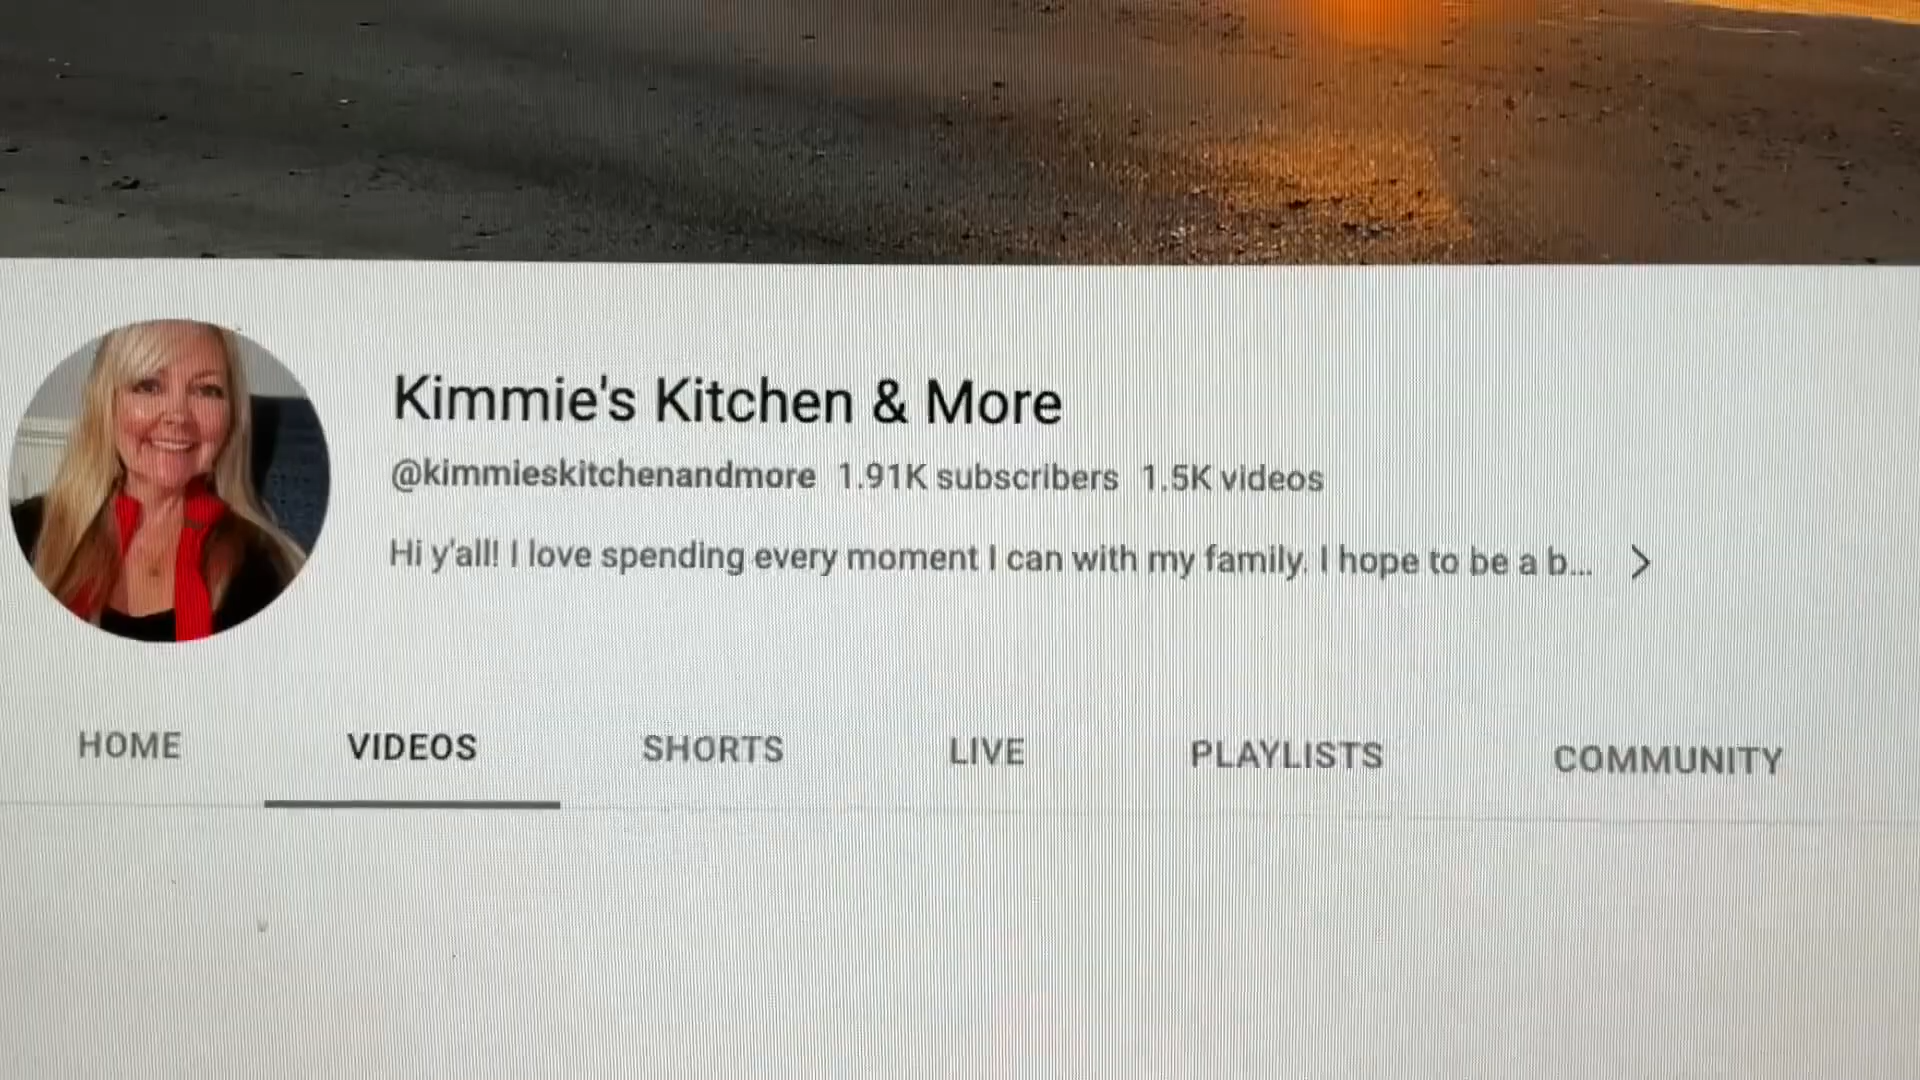 Kimmie's Kitchen & More
@kimmieskitchenandmore 1.91K subscribers 1.5K videos
Hi y'all! I love spending every moment I can with my family. I hope to be a b... >
HOME VIDEOS SHORTS LIVE PLAYLISTS COMMUNITY